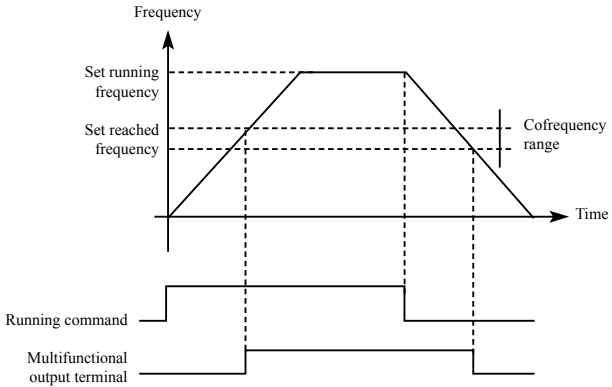 Frequency
Set running
frequency
Set reached
frequency
Cofrequency
range
Time
Running command
Multifunctional
output terminal